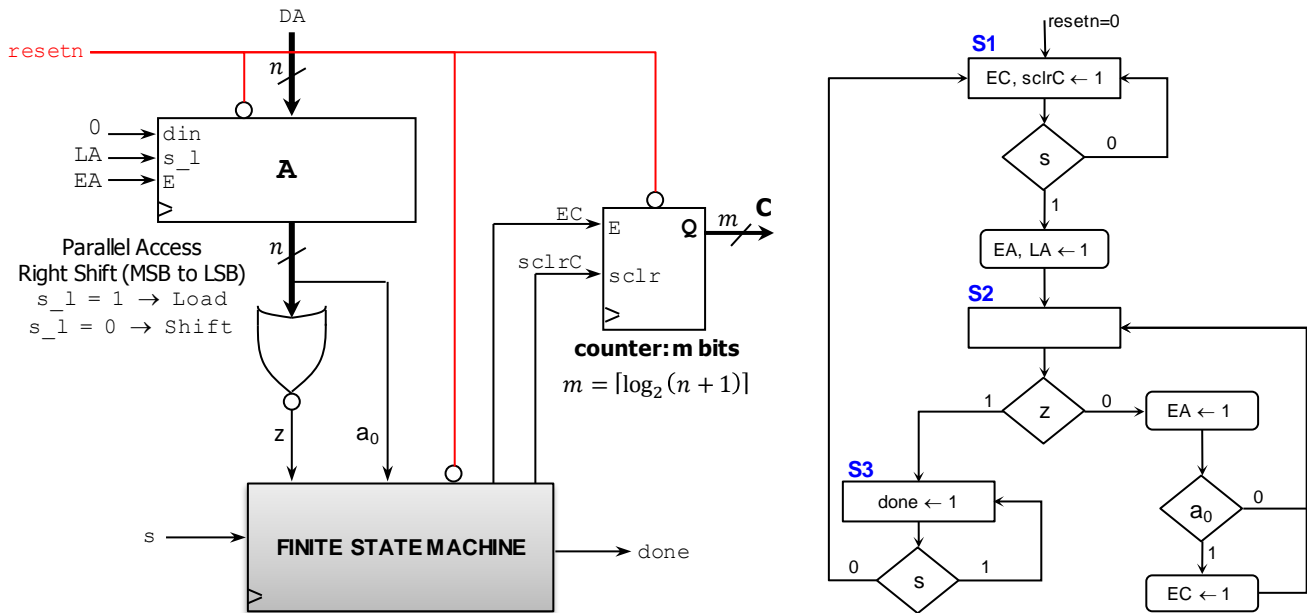 DA
resetn
n
0
din
LA
s_l
EA
E
A
n
Parallel Access
Right Shift (MSB to LSB)
s_l = 1 → Load
s_l = 0 → Shift
EC
E
Q
m
C
sclrC
sclr
counter: m bits
m = ⌈log₂ (n + 1)⌉
z
a₀
s
FINITE STATE MACHINE
done
resetn=0
S1
EC, sclrC ← 1
s
0
1
EA, LA ← 1
S2
z
1
0
EA ← 1
S3
done ← 1
a₀
0
1
s
0
1
EC ← 1